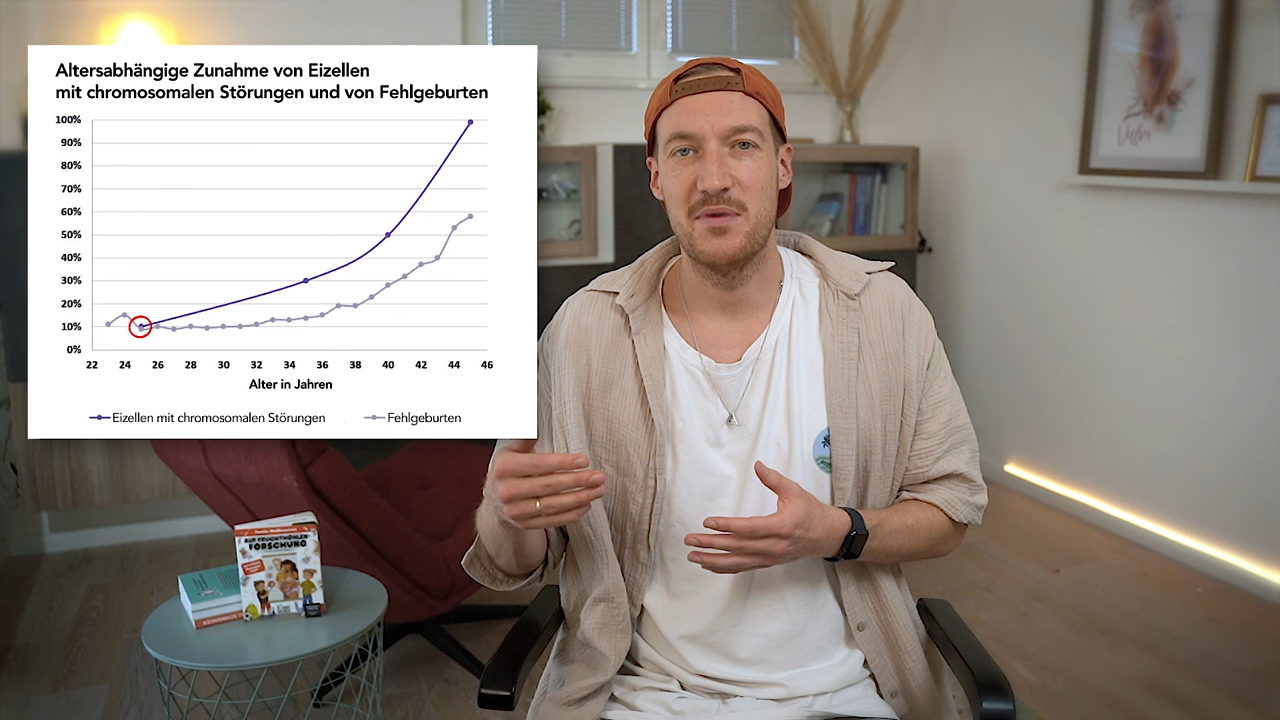 Altersabhängige Zunahme von Eizellen
mit chromosomalen Störungen und von Fehlgeburten
100%
90%
80%
70%
60%
50%
40%
30%
20%
10%
0%
22 24 26 28 30 32 34 36 38 40 42 44 46
Alter in Jahren
Eizellen mit chromosomalen Störungen Fehlgeburten
AUF FRUCHTHÖHLEN-
FORSCHUNG